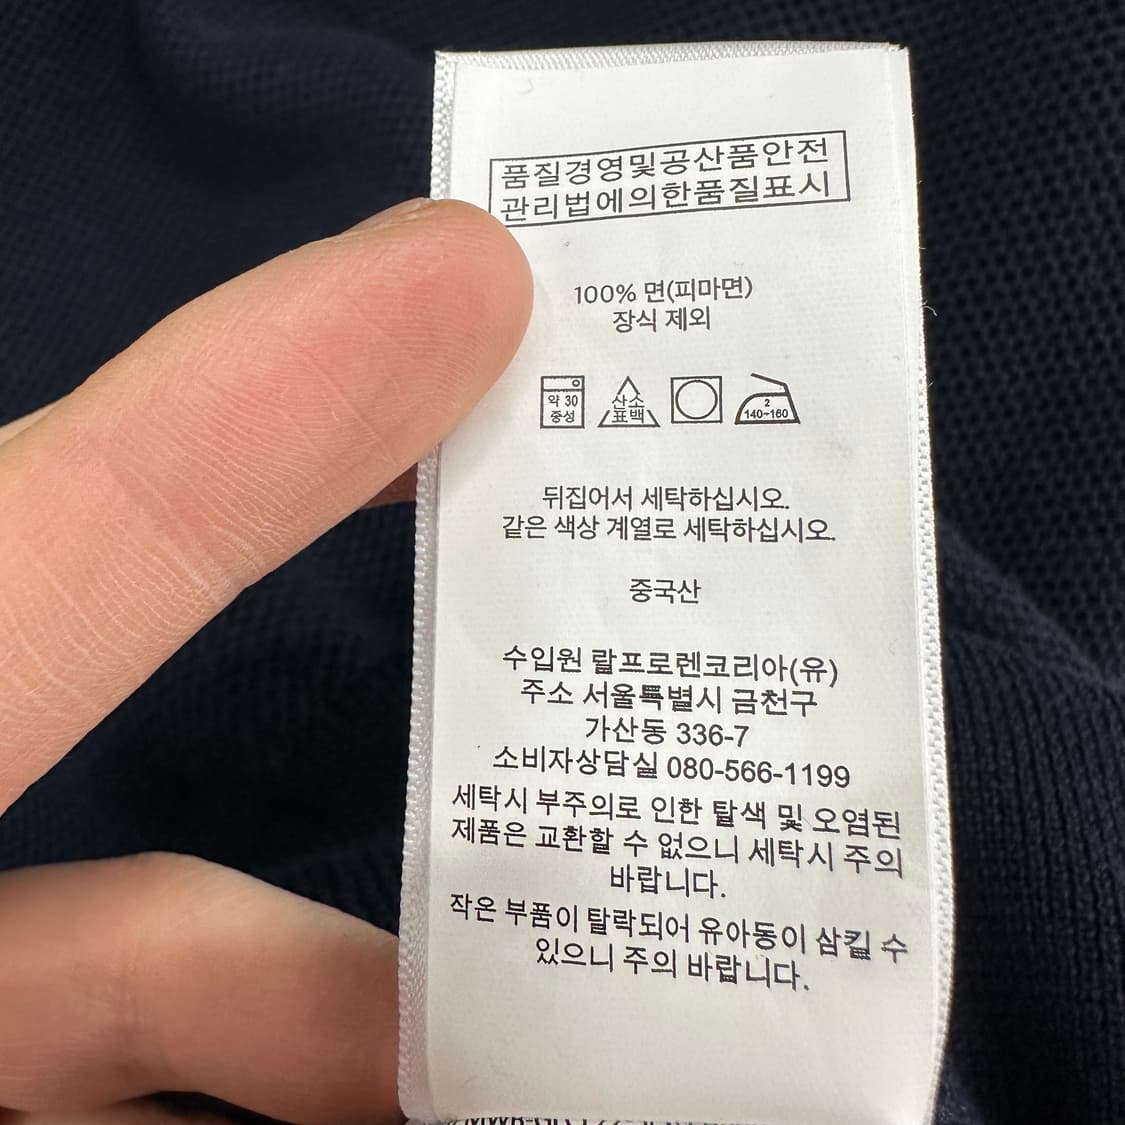 품질경영및공산품안전
관리법에의한품질표시
100% 면(피마면)
장식 제외
약 30
중성
산소
표백
2
140~160
뒤집어서 세탁하십시오.
같은 색상 계열로 세탁하십시오.
중국산
수입원 랄프로렌코리아(유)
주소 서울특별시 금천구
가산동 336-7
소비자상담실 080-566-1199
세탁시 부주의로 인한 탈색 및 오염된
제품은 교환할 수 없으니 세탁시 주의
바랍니다.
작은 부품이 탈락되어 유아동이 삼킬 수
있으니 주의 바랍니다.